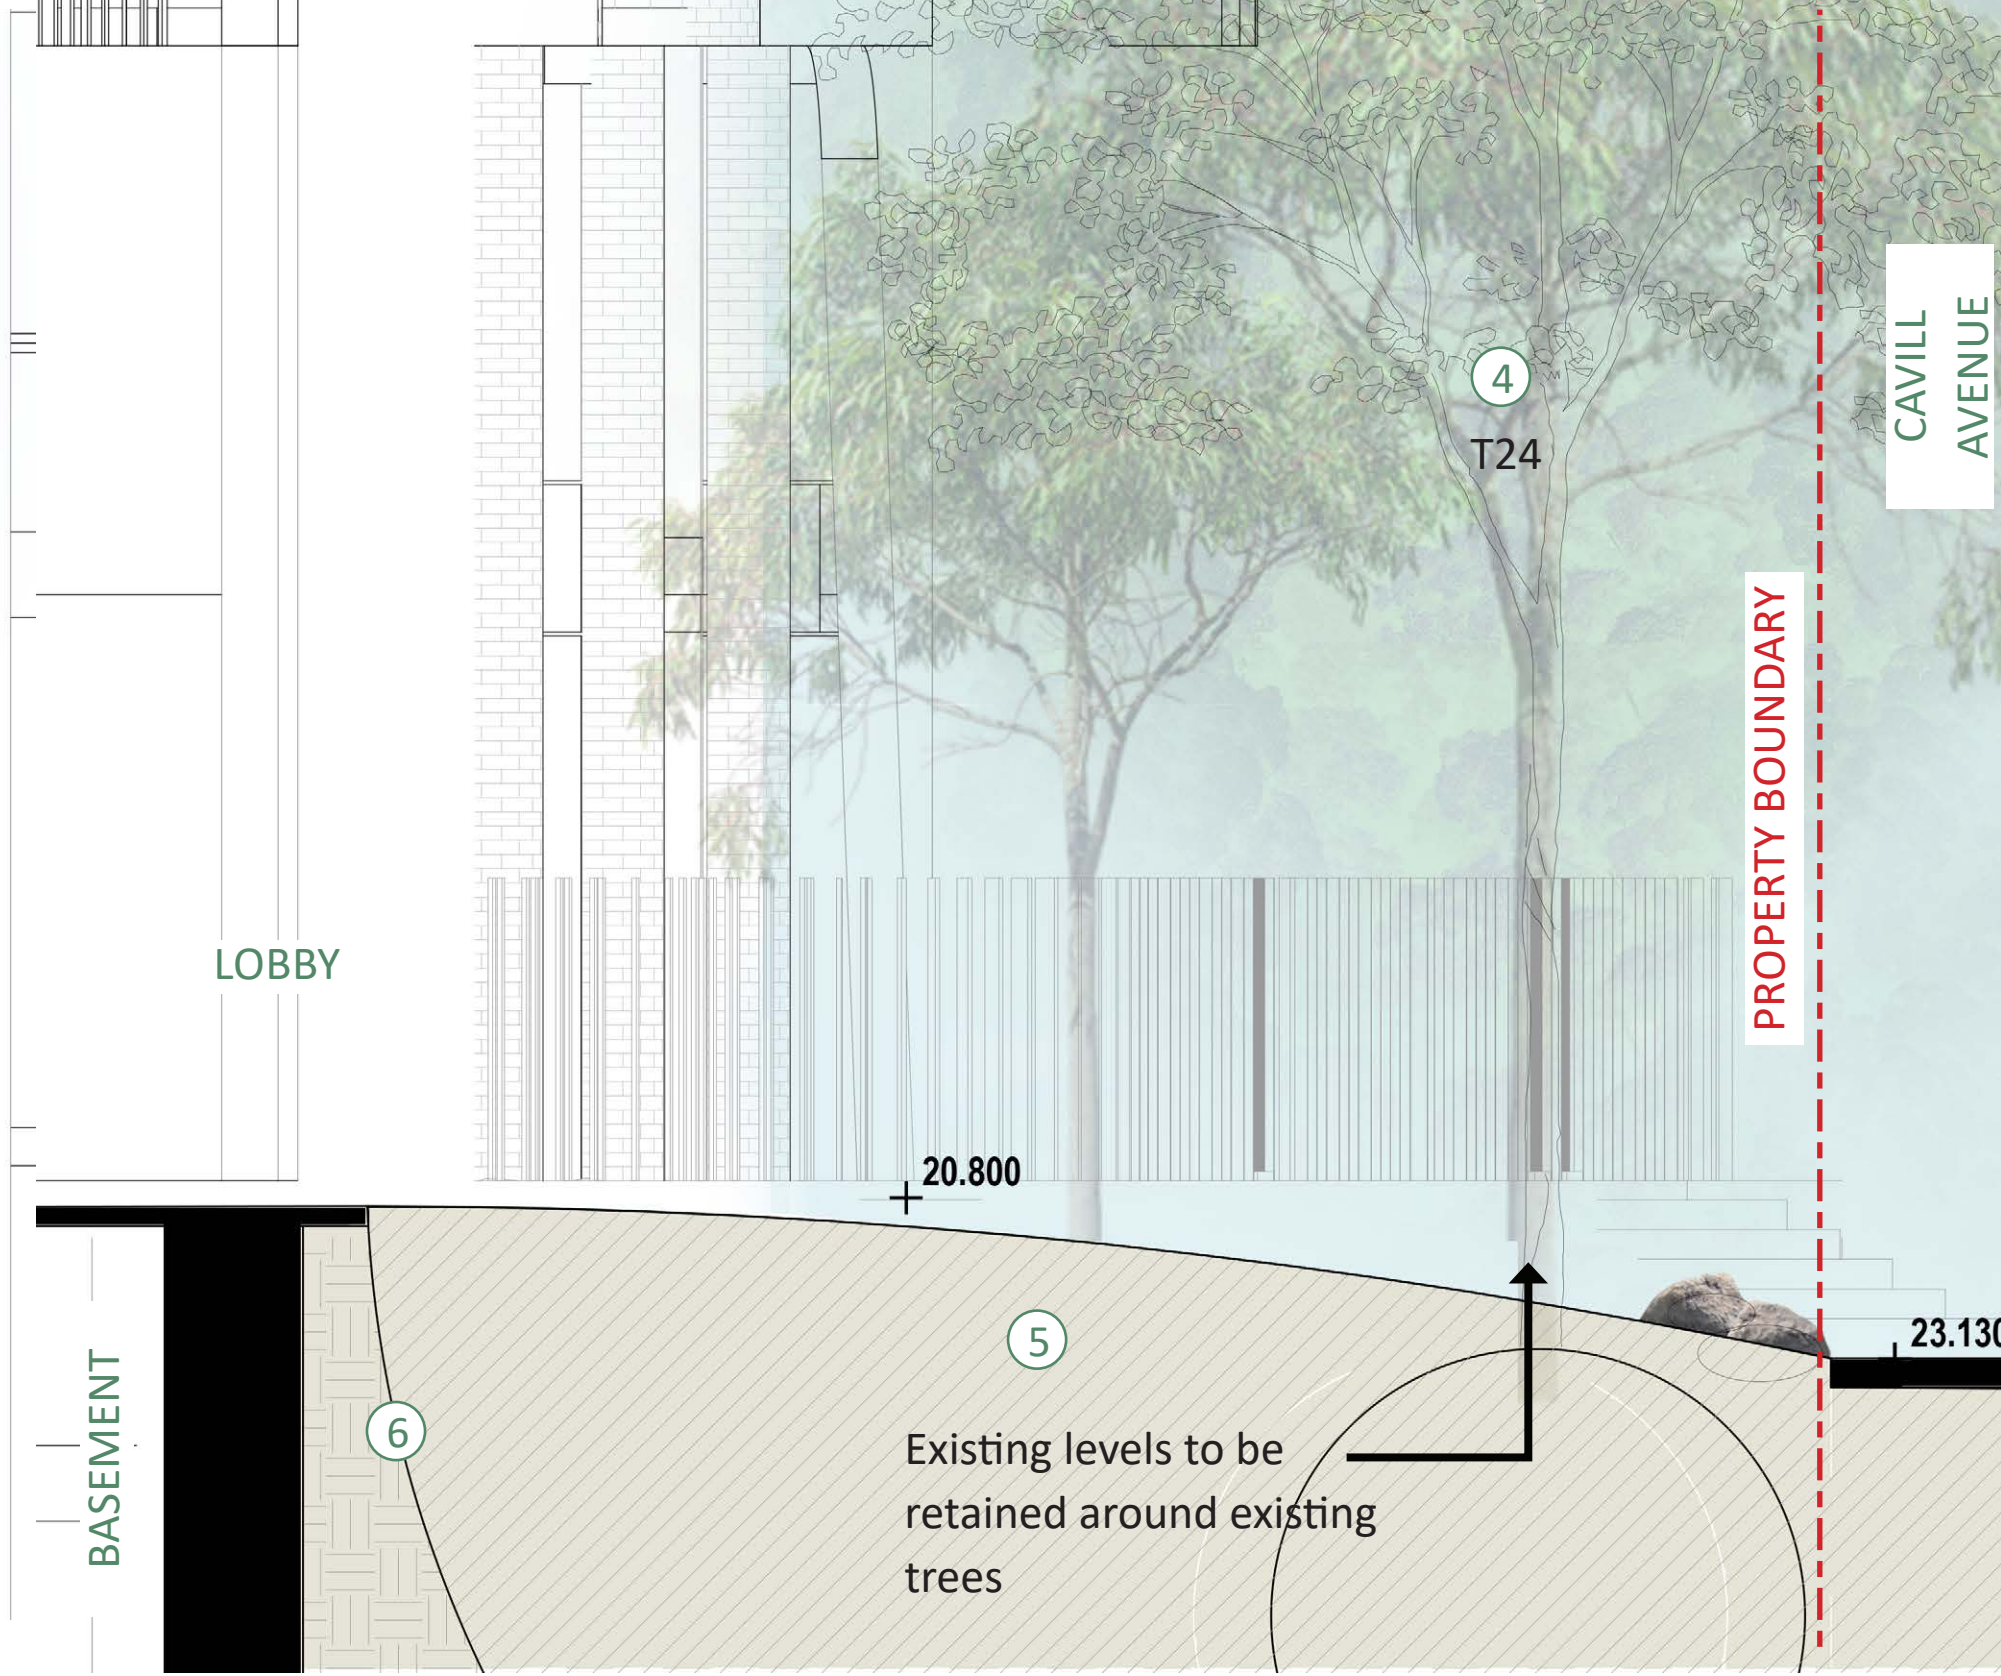 4
T24
CAVILL
AVENUE
PROPERTY BOUNDARY
LOBBY
20.800
23.130
5
6
BASEMENT
Existing levels to be
retained around existing
trees